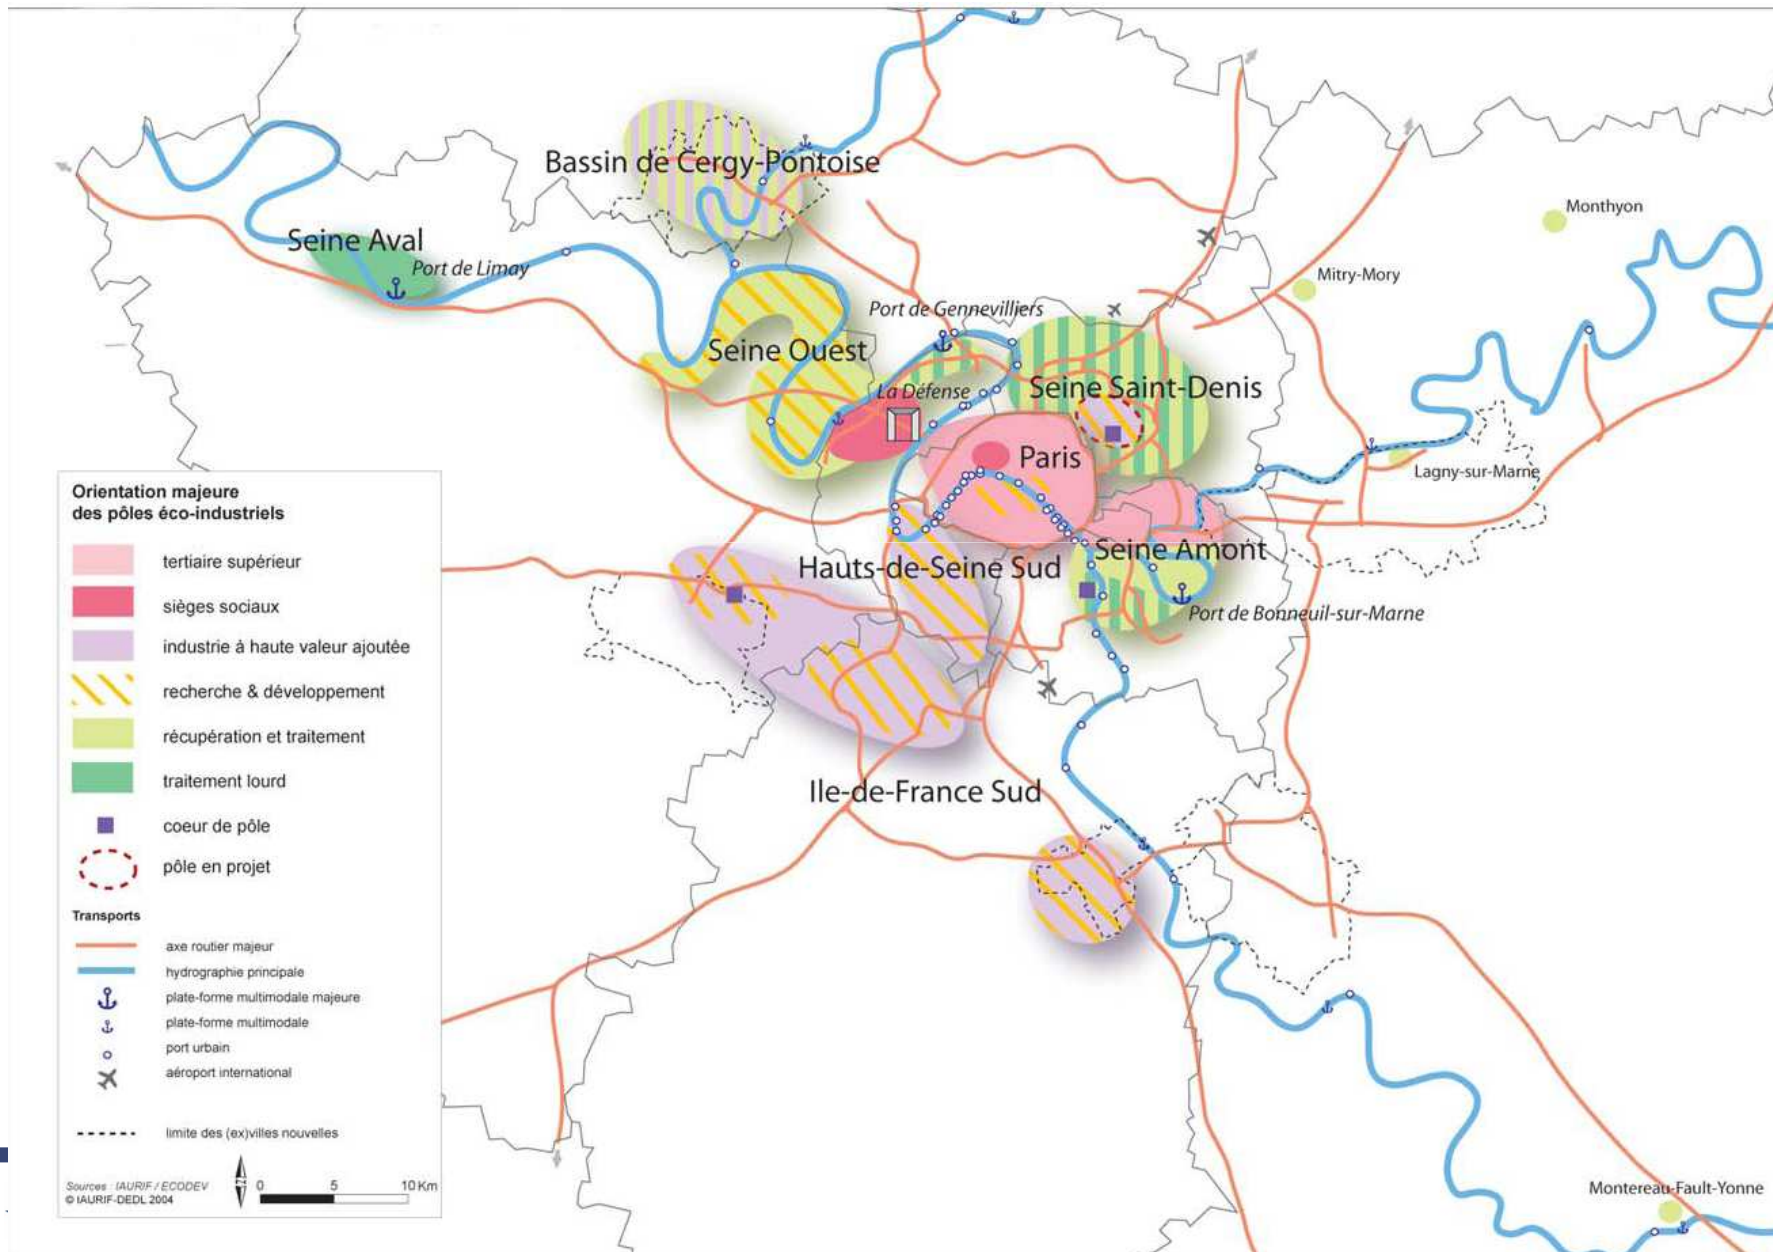 Bassin de Cergy-Pontoise
Monthyon
Seine Aval
Port de Limay
Mitry-Mory
Port de Gennevilliers
Seine Ouest
La Défense
Seine Saint-Denis
Paris
Lagny-sur-Marne
Seine Amont
Hauts-de-Seine Sud
Port de Bonneuil-sur-Marne
Ile-de-France Sud
Montereau-Fault-Yonne
Orientation majeure
des pôles éco-industriels
tertiaire supérieur
sièges sociaux
industrie à haute valeur ajoutée
recherche & développement
récupération et traitement
traitement lourd
coeur de pôle
pôle en projet
Transports
axe routier majeur
hydrographie principale
plate-forme multimodale majeure
plate-forme multimodale
port urbain
aéroport international
limite des (ex)villes nouvelles
Sources : IAURIF / ECODEV
© IAURIF-DEDL 2004
N
0 5 10 Km